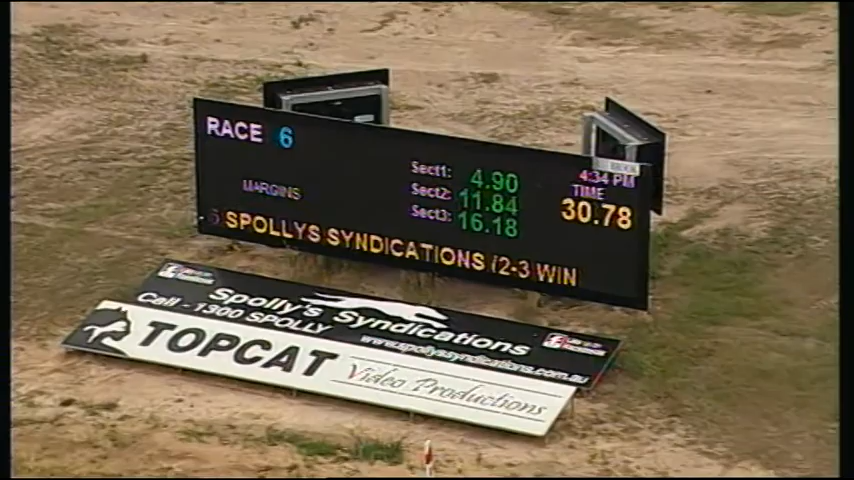 RACE 6
Sect1: 4.90
Sect2: 11.84
Sect3: 16.18
4:34 PM
TIME
30.78
MARGINS
6 SPOLLYS SYNDICATIONS (2-3 WIN
Spolly's Syndications
Call - 1300 SPOLLY
www.spollyssyndications.com.au
TOPCAT
Video Productions